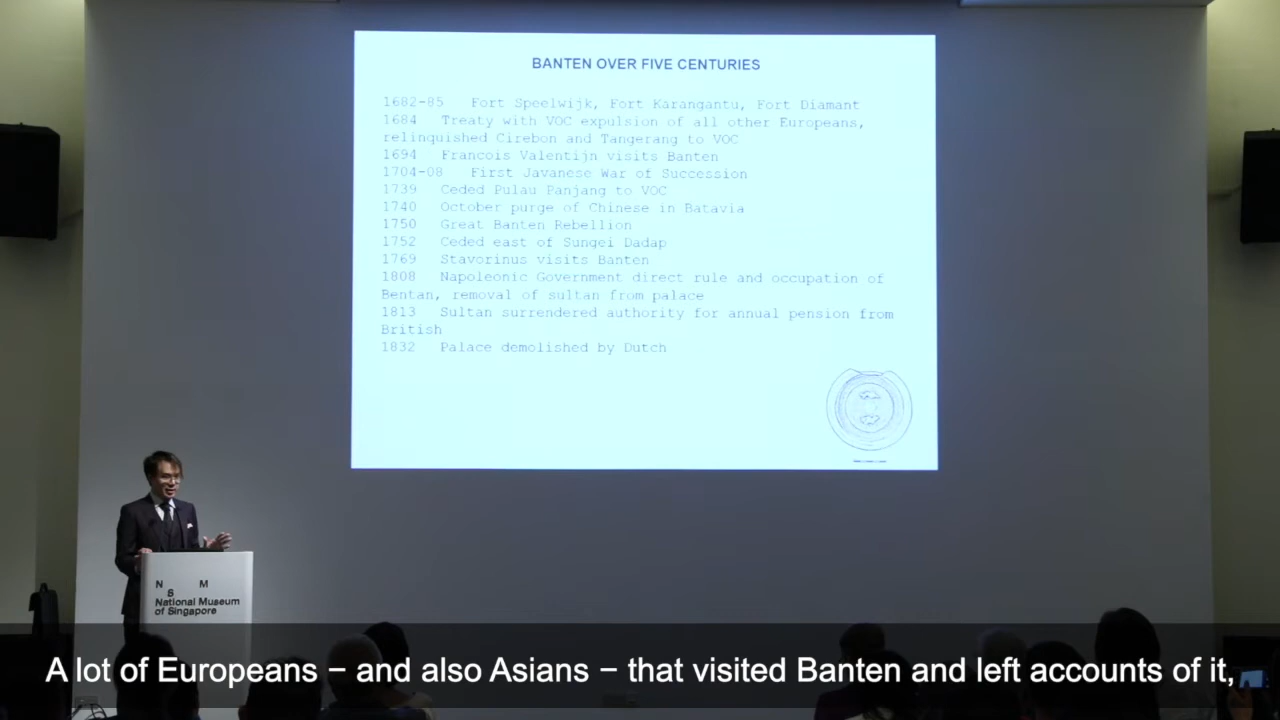 BANTEN OVER FIVE CENTURIES
1682-85 Fort Speelwijk, Fort Karangantu, Fort Diamant
1684 Treaty with VOC expulsion of all other Europeans,
relinquished Cirebon and Tangerang to VOC
1694 Francois Valentijn visits Banten
1704-08 First Javanese War of Succession
1739 Ceded Pulau Panjang to VOC
1740 October purge of Chinese in Batavia
1750 Great Banten Rebellion
1752 Ceded east of Sungei Dadap
1769 Stavorinus visits Banten
1808 Napoleonic Government direct rule and occupation of
Bentan, removal of sultan from palace
1813 Sultan surrendered authority for annual pension from
British
1832 Palace demolished by Dutch
N M
S
National Museum
of Singapore
A lot of Europeans – and also Asians – that visited Banten and left accounts of it,